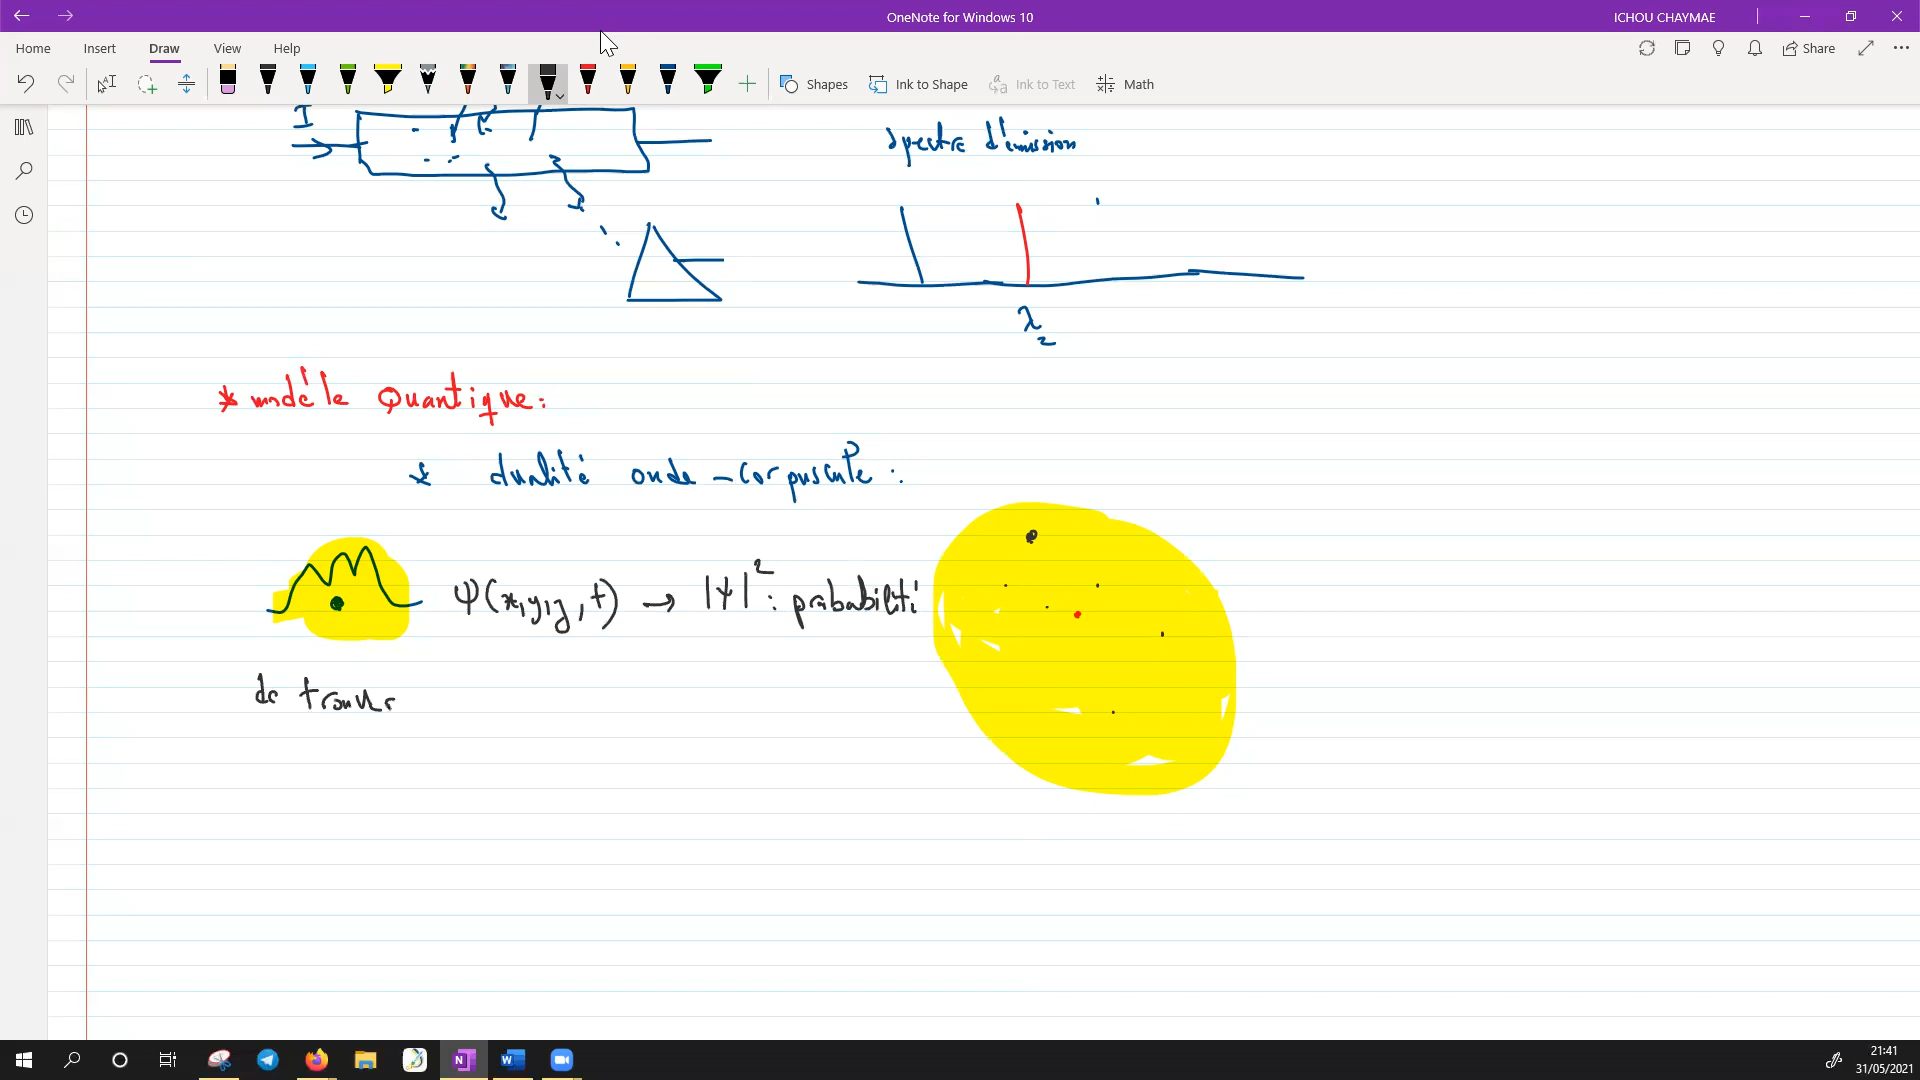 OneNote for Windows 10
ICHOU CHAYMAE
Home Insert Draw View Help
Share
Shapes Ink to Shape Ink to Text Math
I
spectre d'émission
λ2
* modèle Quantique :
* dualité onde - corpuscule :
Ψ(x,y,z,t) → |Ψ|² : probabilité
de trouver
21:41
31/05/2021